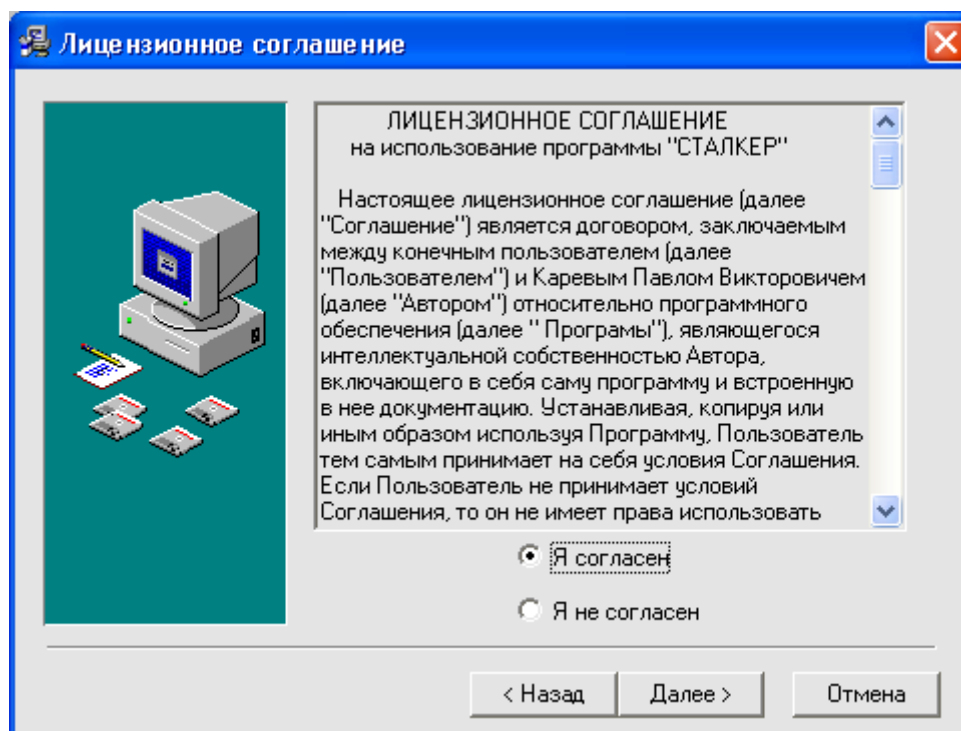 Лицензионное соглашение
ЛИЦЕНЗИОННОЕ СОГЛАШЕНИЕ
на использование программы "СТАЛКЕР"
Настоящее лицензионное соглашение (далее
"Соглашение") является договором, заключаемым
между конечным пользователем (далее
"Пользователем") и Каревым Павлом Викторовичем
(далее "Автором") относительно программного
обеспечения (далее " Програмы"), являющегося
интеллектуальной собственностью Автора,
включающего в себя саму программу и встроенную
в нее документацию. Устанавливая, копируя или
иным образом используя Программу, Пользователь
тем самым принимает на себя условия Соглашения.
Если Пользователь не принимает условий
Соглашения, то он не имеет права использовать
Я согласен
Я не согласен
< Назад
Далее >
Отмена